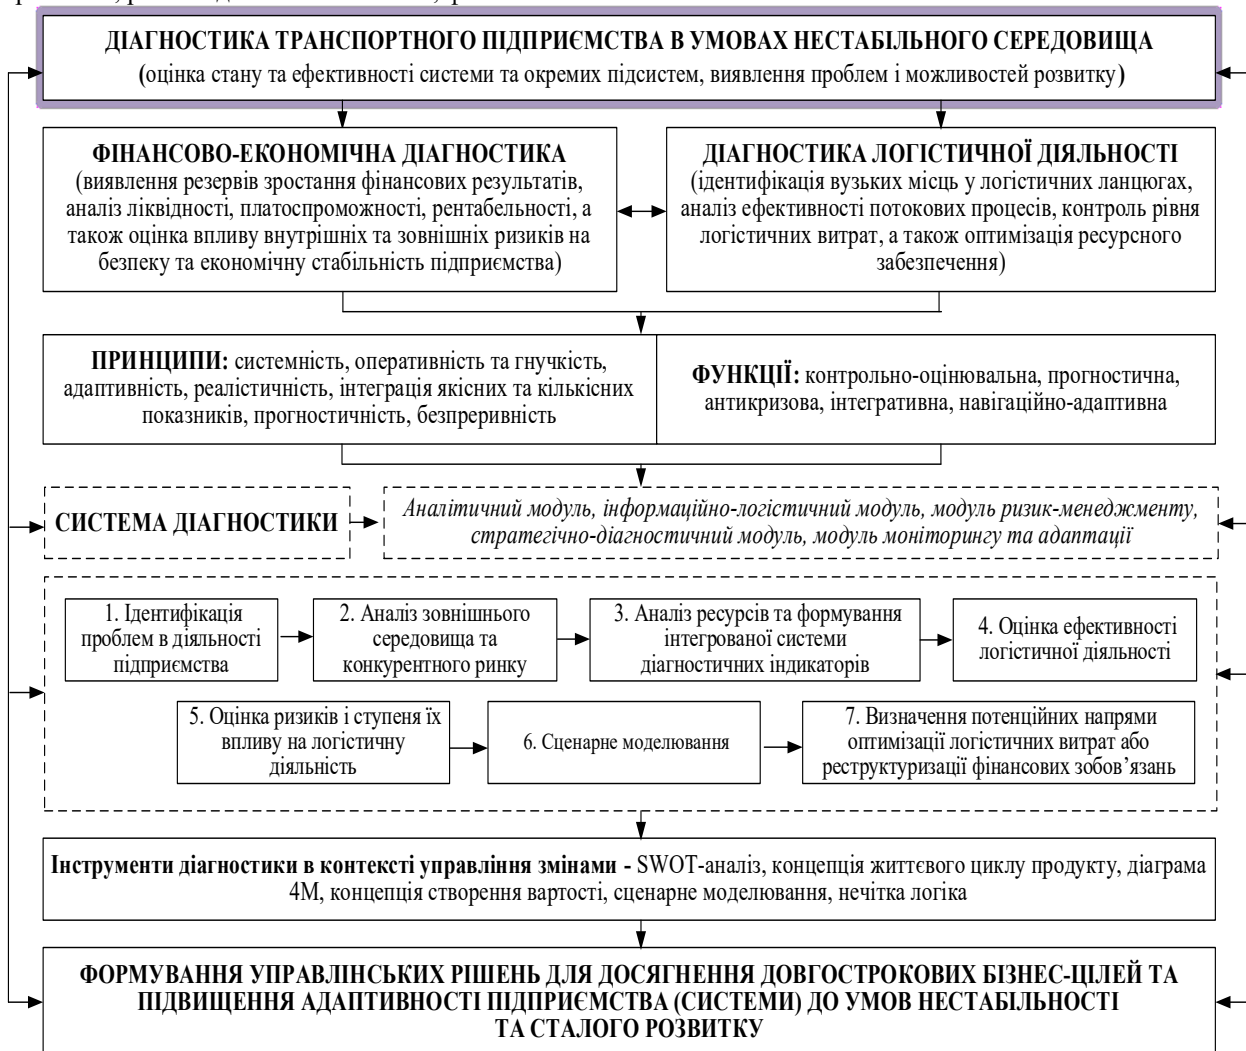 ДІАГНОСТИКА ТРАНСПОРТНОГО ПІДПРИЄМСТВА В УМОВАХ НЕСТАБІЛЬНОГО СЕРЕДОВИЩА
(оцінка стану та ефективності системи та окремих підсистем, виявлення проблем і можливостей розвитку)
ФІНАНСОВО-ЕКОНОМІЧНА ДІАГНОСТИКА
(виявлення резервів зростання фінансових результатів,
аналіз ліквідності, платоспроможності, рентабельності, а
також оцінка впливу внутрішніх та зовнішніх ризиків на
безпеку та економічну стабільність підприємства)
ДІАГНОСТИКА ЛОГІСТИЧНОЇ ДІЯЛЬНОСТІ
(ідентифікація вузьких місць у логістичних ланцюгах,
аналіз ефективності потокових процесів, контроль рівня
логістичних витрат, а також оптимізація ресурсного
забезпечення)
ПРИНЦИПИ: системність, оперативність та гнучкість,
адаптивність, реалістичність, інтеграція якісних та кількісних
показників, прогностичність, безпреривність
ФУНКЦІЇ: контрольно-оцінювальна, прогностична,
антикризова, інтегративна, навігаційно-адаптивна
СИСТЕМА ДІАГНОСТИКИ
Аналітичний модуль, інформаційно-логістичний модуль, модуль ризик-менеджменту,
стратегічно-діагностичний модуль, модуль моніторингу та адаптації
1. Ідентифікація
проблем в діяльності
підприємства
2. Аналіз зовнішнього
середовища та
конкурентного ринку
3. Аналіз ресурсів та формування
інтегрованої системи
діагностичних індикаторів
4. Оцінка ефективності
логістичної діяльності
5. Оцінка ризиків і ступеня їх
впливу на логістичну
діяльність
6. Сценарне моделювання
7. Визначення потенційних напрями
оптимізації логістичних витрат або
реструктуризації фінансових зобов’язань
Інструменти діагностики в контексті управління змінами - SWOT-аналіз, концепція життєвого циклу продукту, діаграма
4М, концепція створення вартості, сценарне моделювання, нечітка логіка
ФОРМУВАННЯ УПРАВЛІНСЬКИХ РІШЕНЬ ДЛЯ ДОСЯГНЕННЯ ДОВГОСТРОКОВИХ БІЗНЕС-ЦІЛЕЙ ТА
ПІДВИЩЕННЯ АДАПТИВНОСТІ ПІДПРИЄМСТВА (СИСТЕМИ) ДО УМОВ НЕСТАБІЛЬНОСТІ
ТА СТАЛОГО РОЗВИТКУ